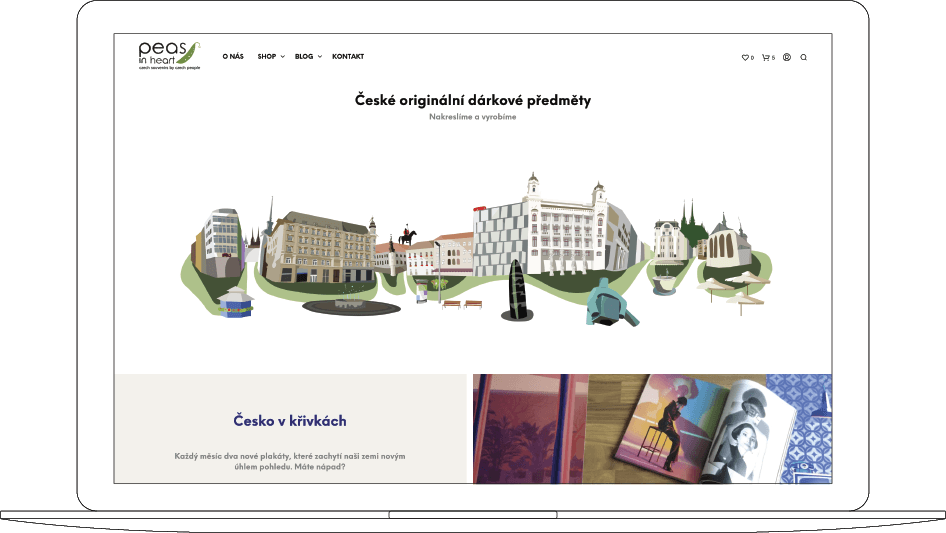 peas
in heart
czech souvenirs by czech people
O NÁS SHOP BLOG KONTAKT
0 5
České originální dárkové předměty
Nakreslíme a vyrobíme
Česko v křivkách
Každý měsíc dva nové plakáty, které zachytí naši zemi novým
úhlem pohledu. Máte nápad?